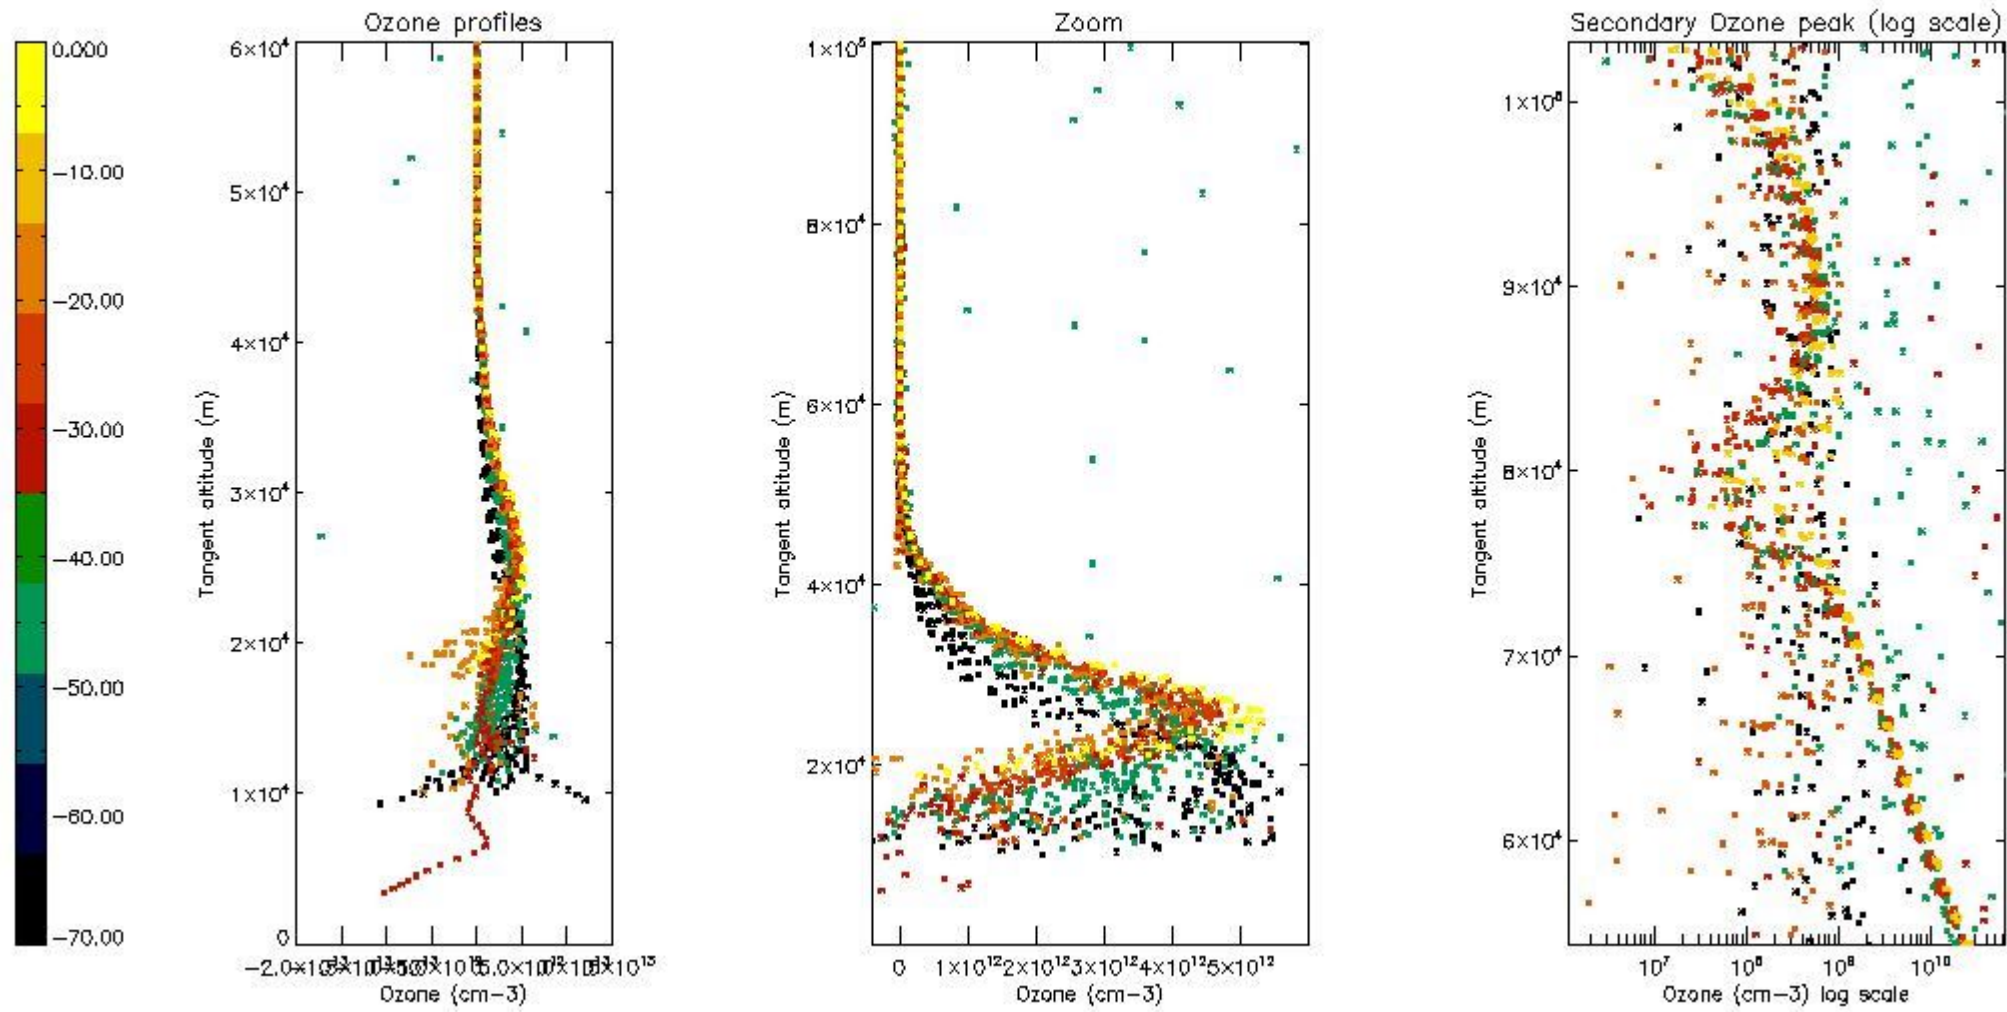 Ozone profiles
Zoom
Secondary Ozone peak (log scale)
0.000
−10.00
−20.00
−30.00
−40.00
−50.00
−60.00
−70.00
6×10⁴
5×10⁴
4×10⁴
3×10⁴
2×10⁴
1×10⁴
0
Tangent altitude (m)
Ozone (cm−3)
1×10⁵
8×10⁴
6×10⁴
4×10⁴
2×10⁴
Tangent altitude (m)
0 1×10¹² 2×10¹² 3×10¹² 4×10¹² 5×10¹²
Ozone (cm−3)
1×10⁵
9×10⁴
8×10⁴
7×10⁴
6×10⁴
Tangent altitude (m)
10⁷ 10⁸ 10⁹ 10¹⁰
Ozone (cm−3) log scale